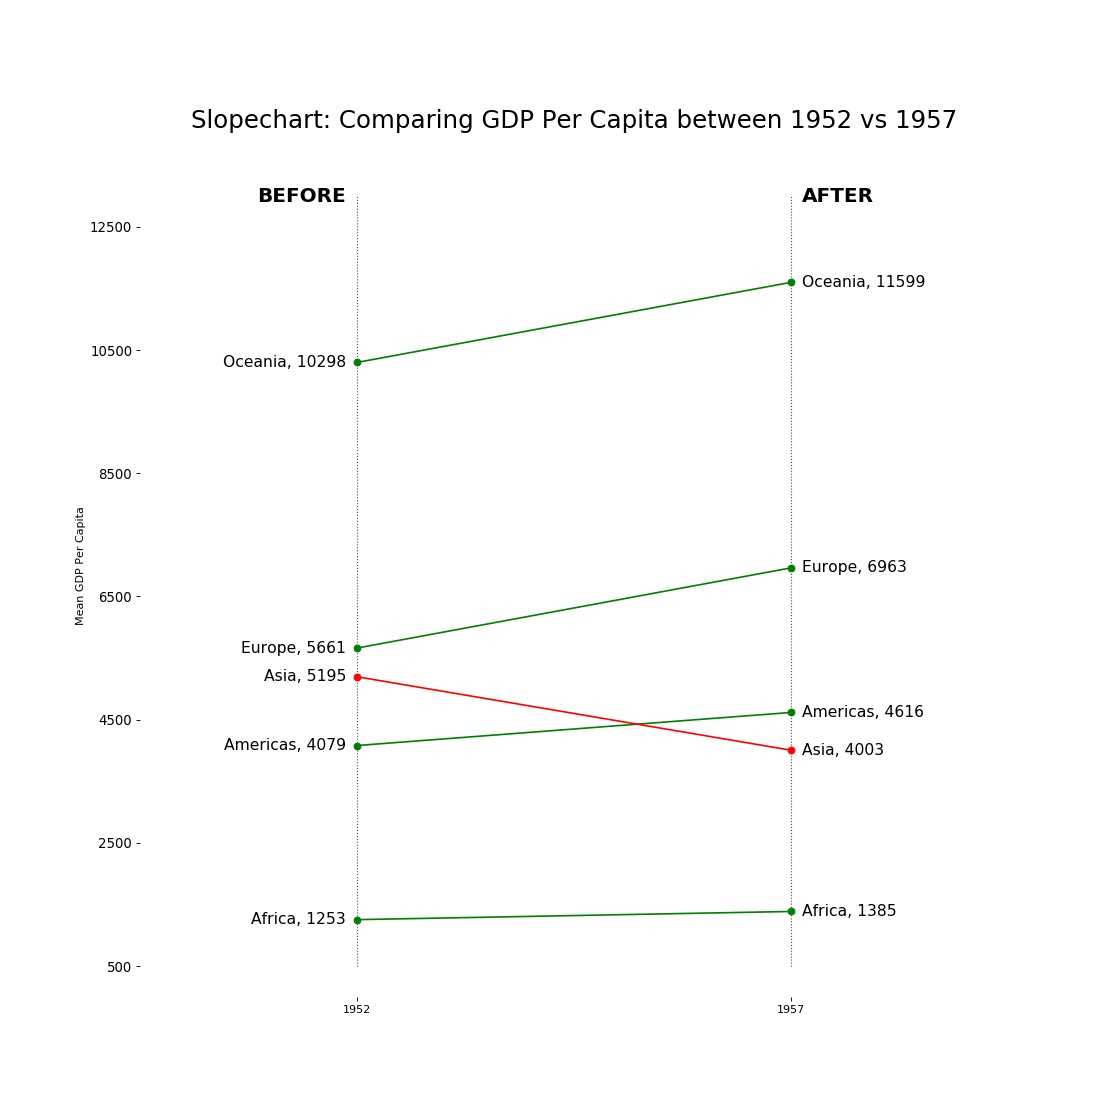 Slopechart: Comparing GDP Per Capita between 1952 vs 1957
BEFORE
AFTER
12500
Oceania, 11599
10500
Oceania, 10298
8500
Mean GDP Per Capita
Europe, 6963
6500
Europe, 5661
Asia, 5195
4500
Americas, 4616
Americas, 4079
Asia, 4003
2500
Africa, 1253
Africa, 1385
500
1952
1957